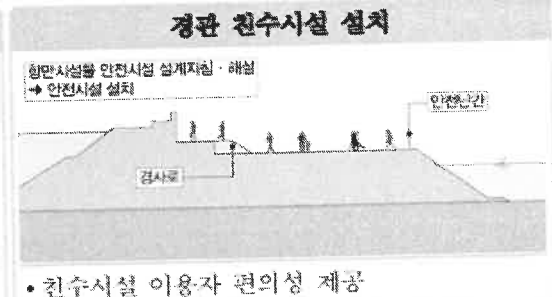 경관 친수시설 설치
항만시설물 안전시설 설계지침 · 해설
→ 안전시설 설치
안전난간
경사로
• 친수시설 이용자 편의성 제공